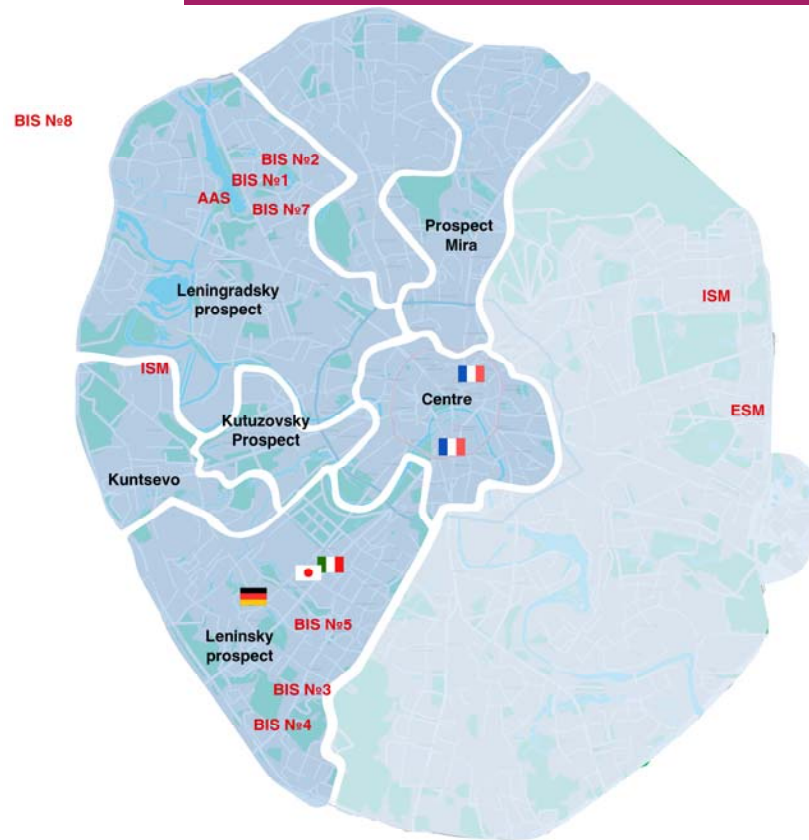 BIS №8
BIS №2
BIS №1
AAS
BIS №7
Prospect
Mira
Leningradsky
prospect
ISM
ISM
Centre
ESM
Kutuzovsky
Prospect
Kuntsevo
BIS №5
Leninsky
prospect
BIS №3
BIS №4